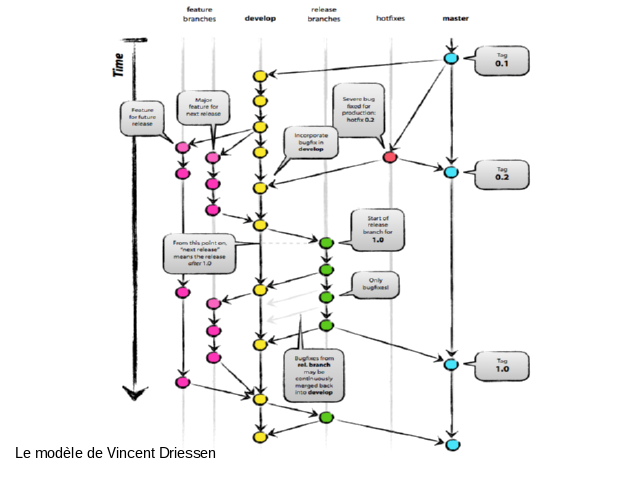 feature
branches
develop
release
branches
hotfixes
master
Time
Tag
0.1
Major
feature for
next release
Feature
for future
release
Severe bug
fixed for
production:
hotfix 0.2
Incorporate
bugfix in
develop
Tag
0.2
Start of
release
branch for
1.0
From this point on,
"next release"
means the release
after 1.0
Only
bugfixes!
Bugfixes from
rel. branch
may be
continuously
merged back
into develop
Tag
1.0
Le modèle de Vincent Driessen